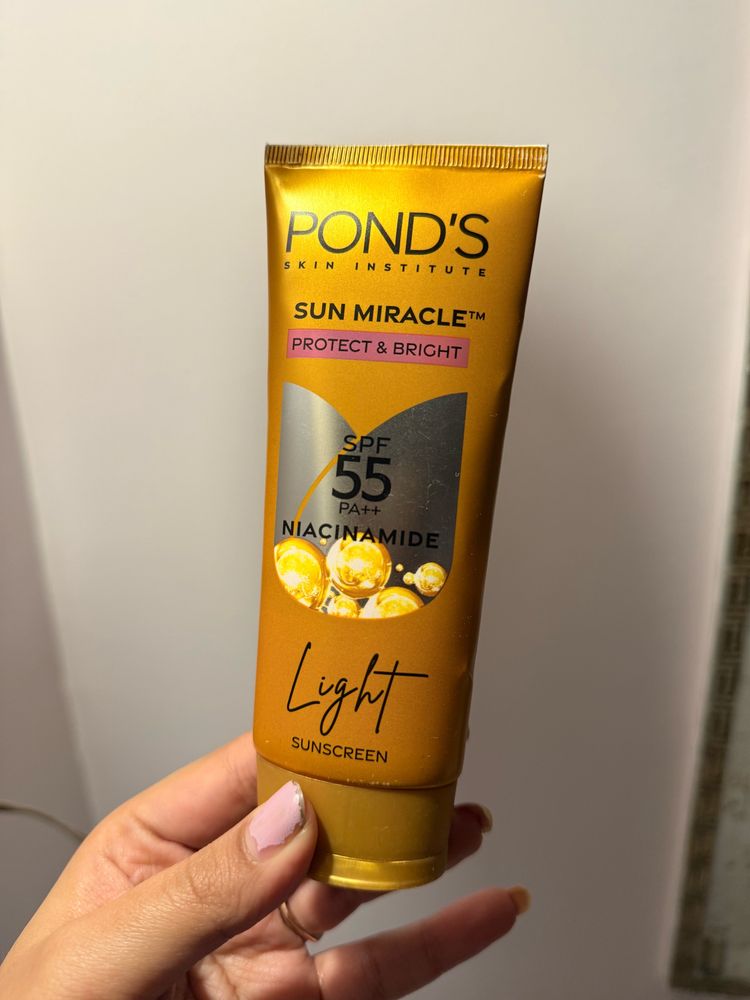 POND'S
SKIN INSTITUTE
SUN MIRACLE™
PROTECT & BRIGHT
SPF
55
PA++
NIACINAMIDE
Light
SUNSCREEN